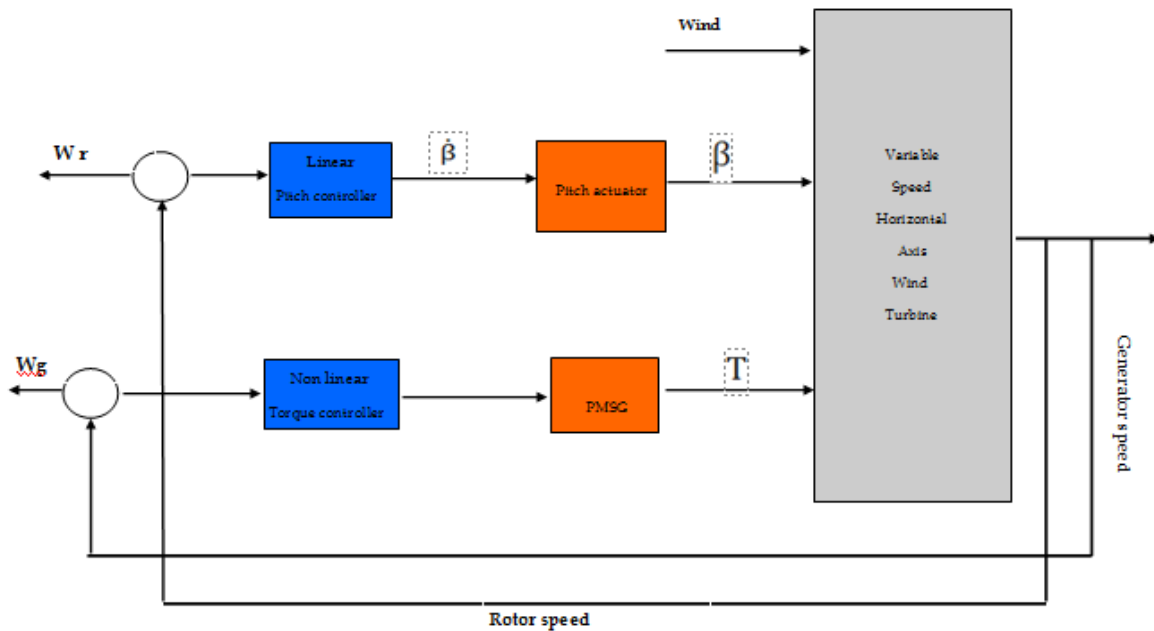 Wind
W r
Linear
Pitch controller
β̇
Pitch actuator
β
Variable
Speed
Horizontal
Axis
Wind
Turbine
Wg
Non linear
Torque controller
PMSG
T
Generator speed
Rotor speed